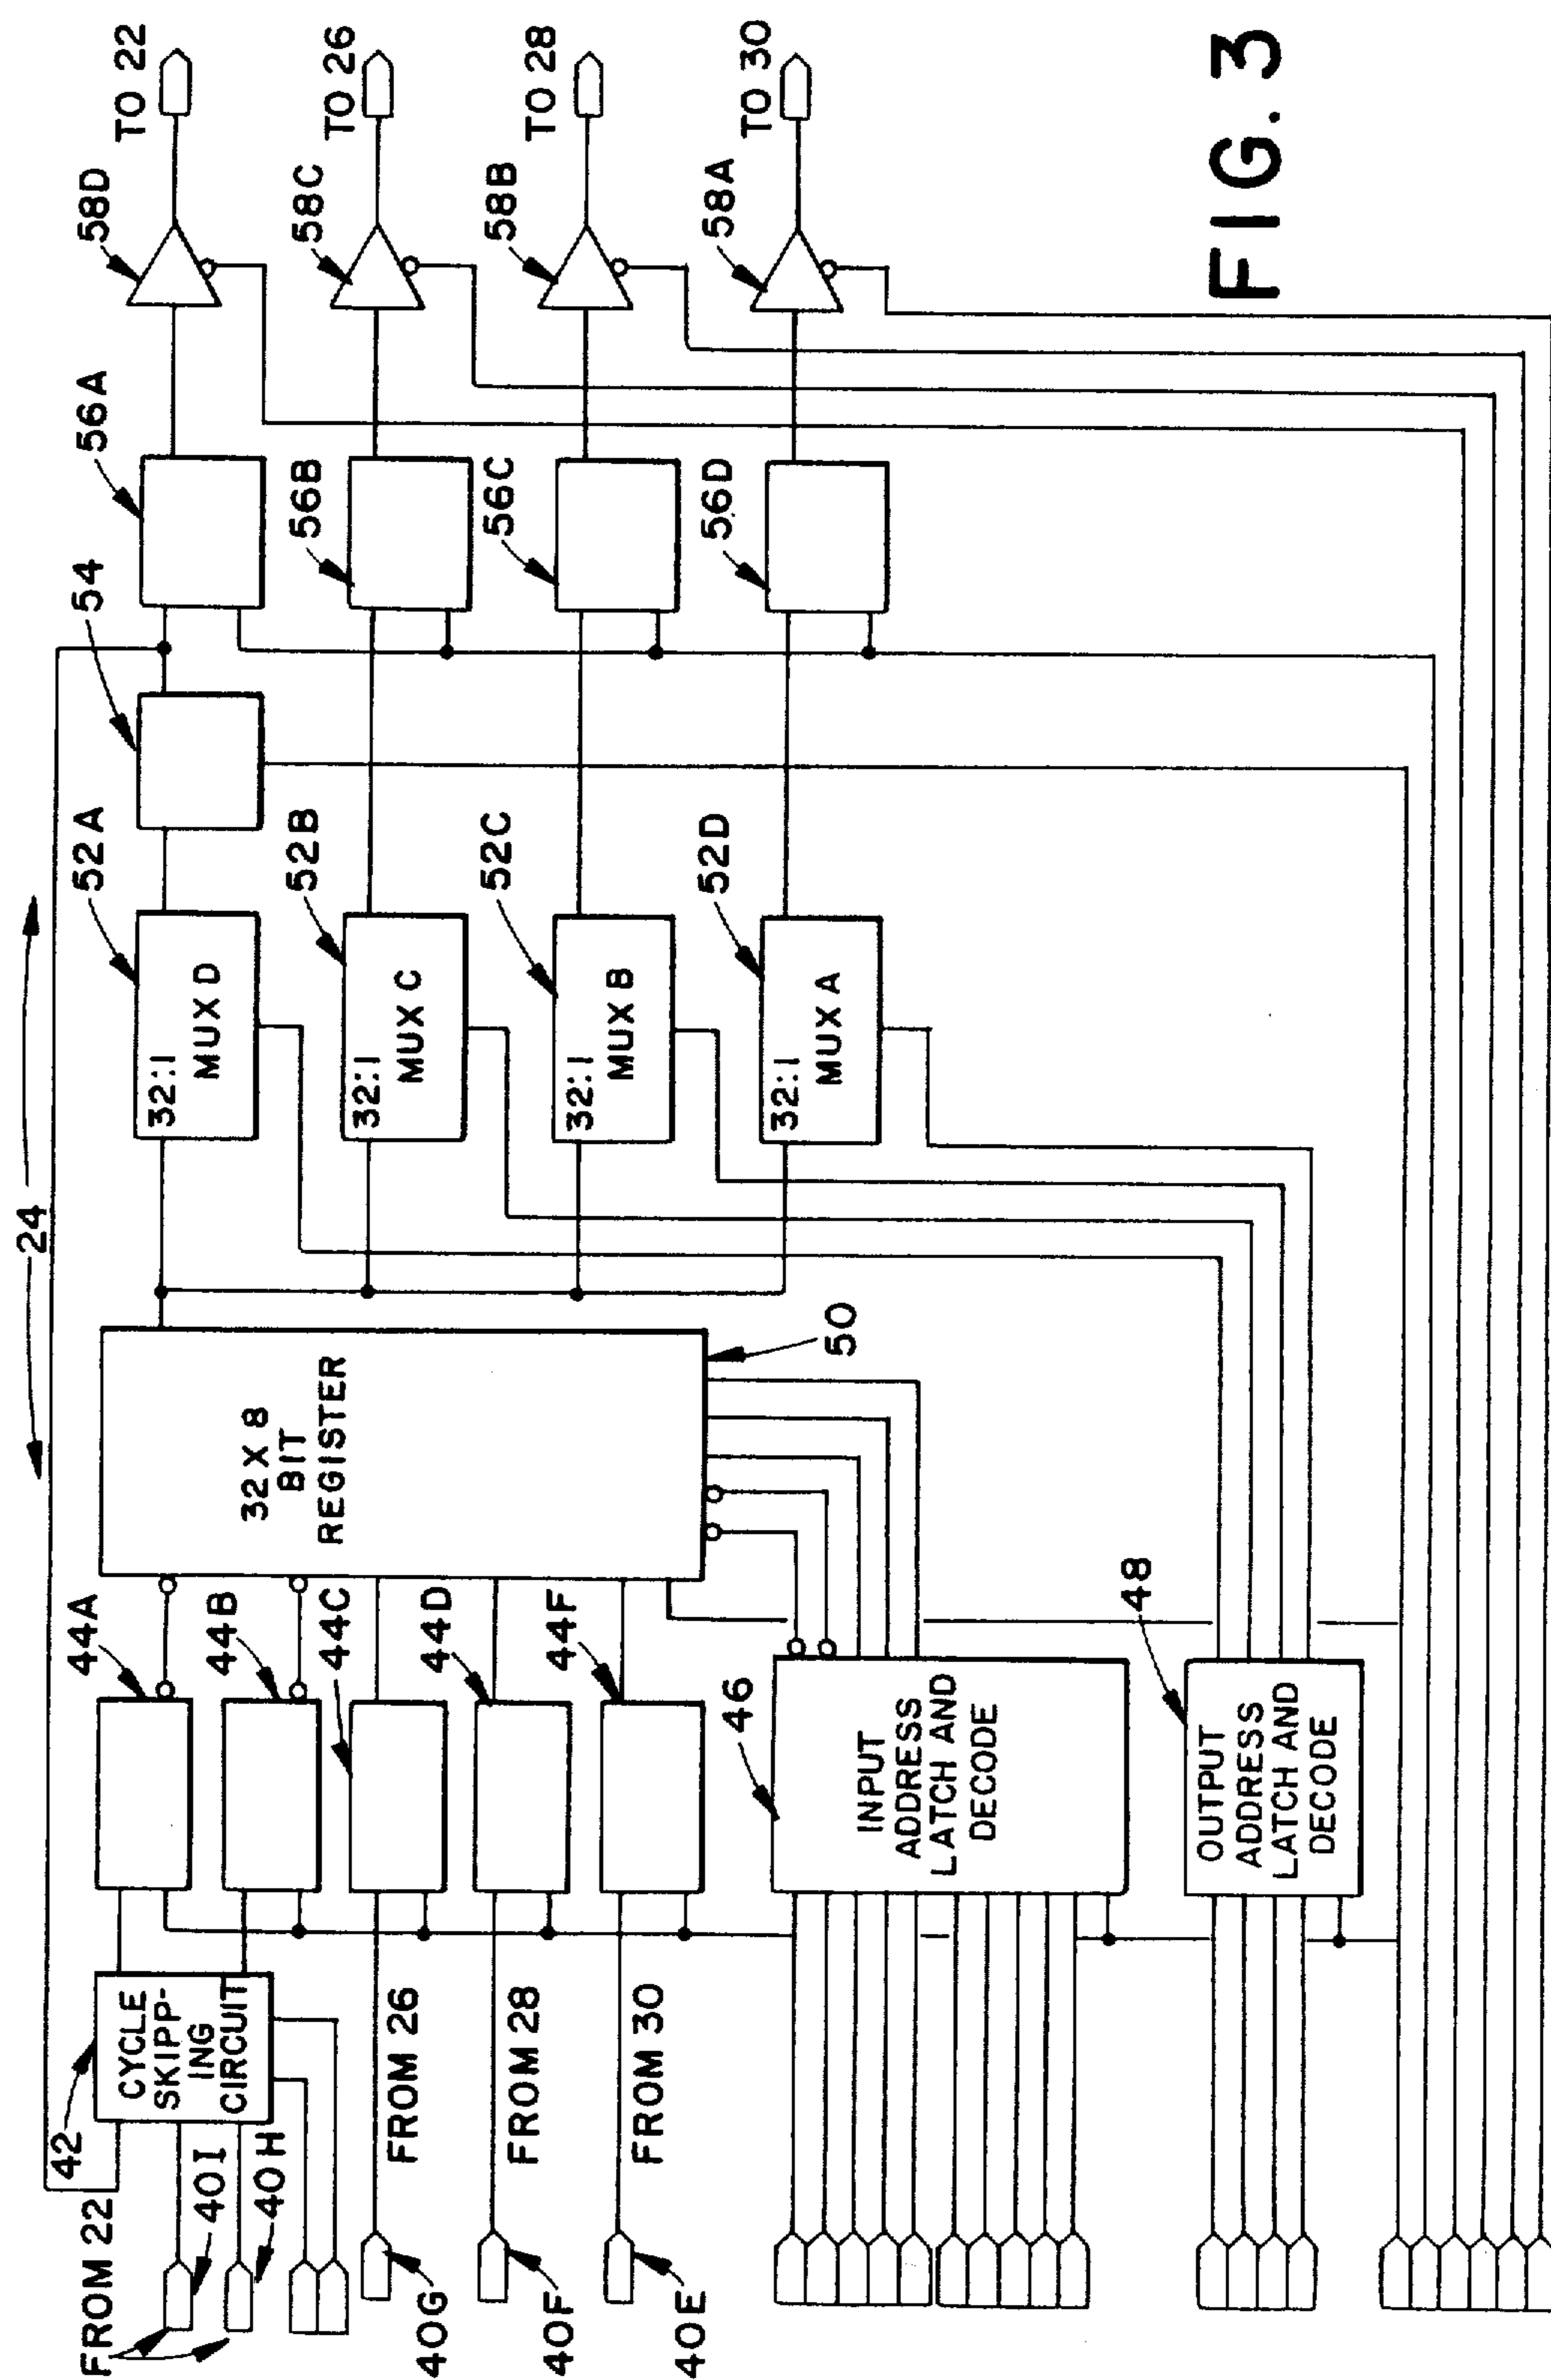 24
FROM 22
40I
40H
42
CYCLE
SKIPP-
ING
CIRCUIT
40G
FROM 26
40F
FROM 28
40E
FROM 30
44A
44B
44C
44D
44F
32 X 8
BIT
REGISTER
50
46
INPUT
ADDRESS
LATCH AND
DECODE
48
OUTPUT
ADDRESS
LATCH AND
DECODE
52A
32:1
MUX D
52B
32:1
MUX C
52C
32:1
MUX B
52D
32:1
MUX A
54
56A
56B
56C
56D
58D
58C
58B
58A
TO 22
TO 26
TO 28
TO 30
FIG. 3